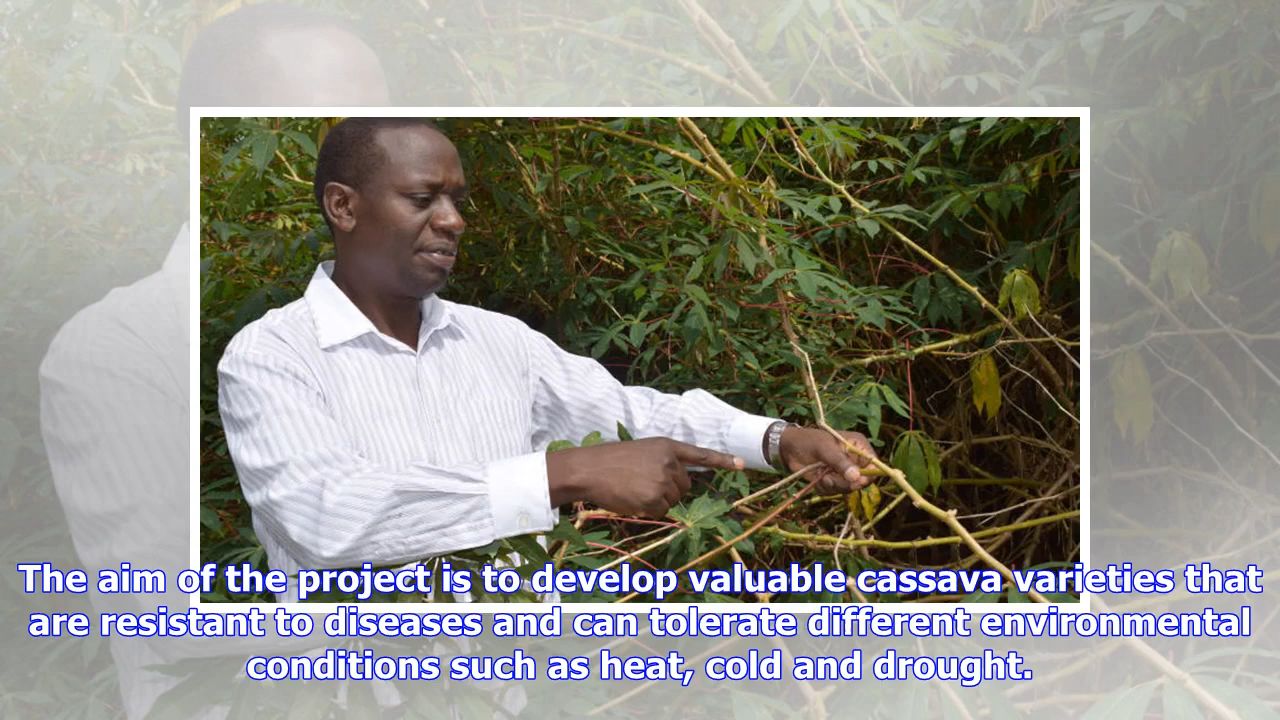 The aim of the project is to develop valuable cassava varieties that
are resistant to diseases and can tolerate different environmental
conditions such as heat, cold and drought.